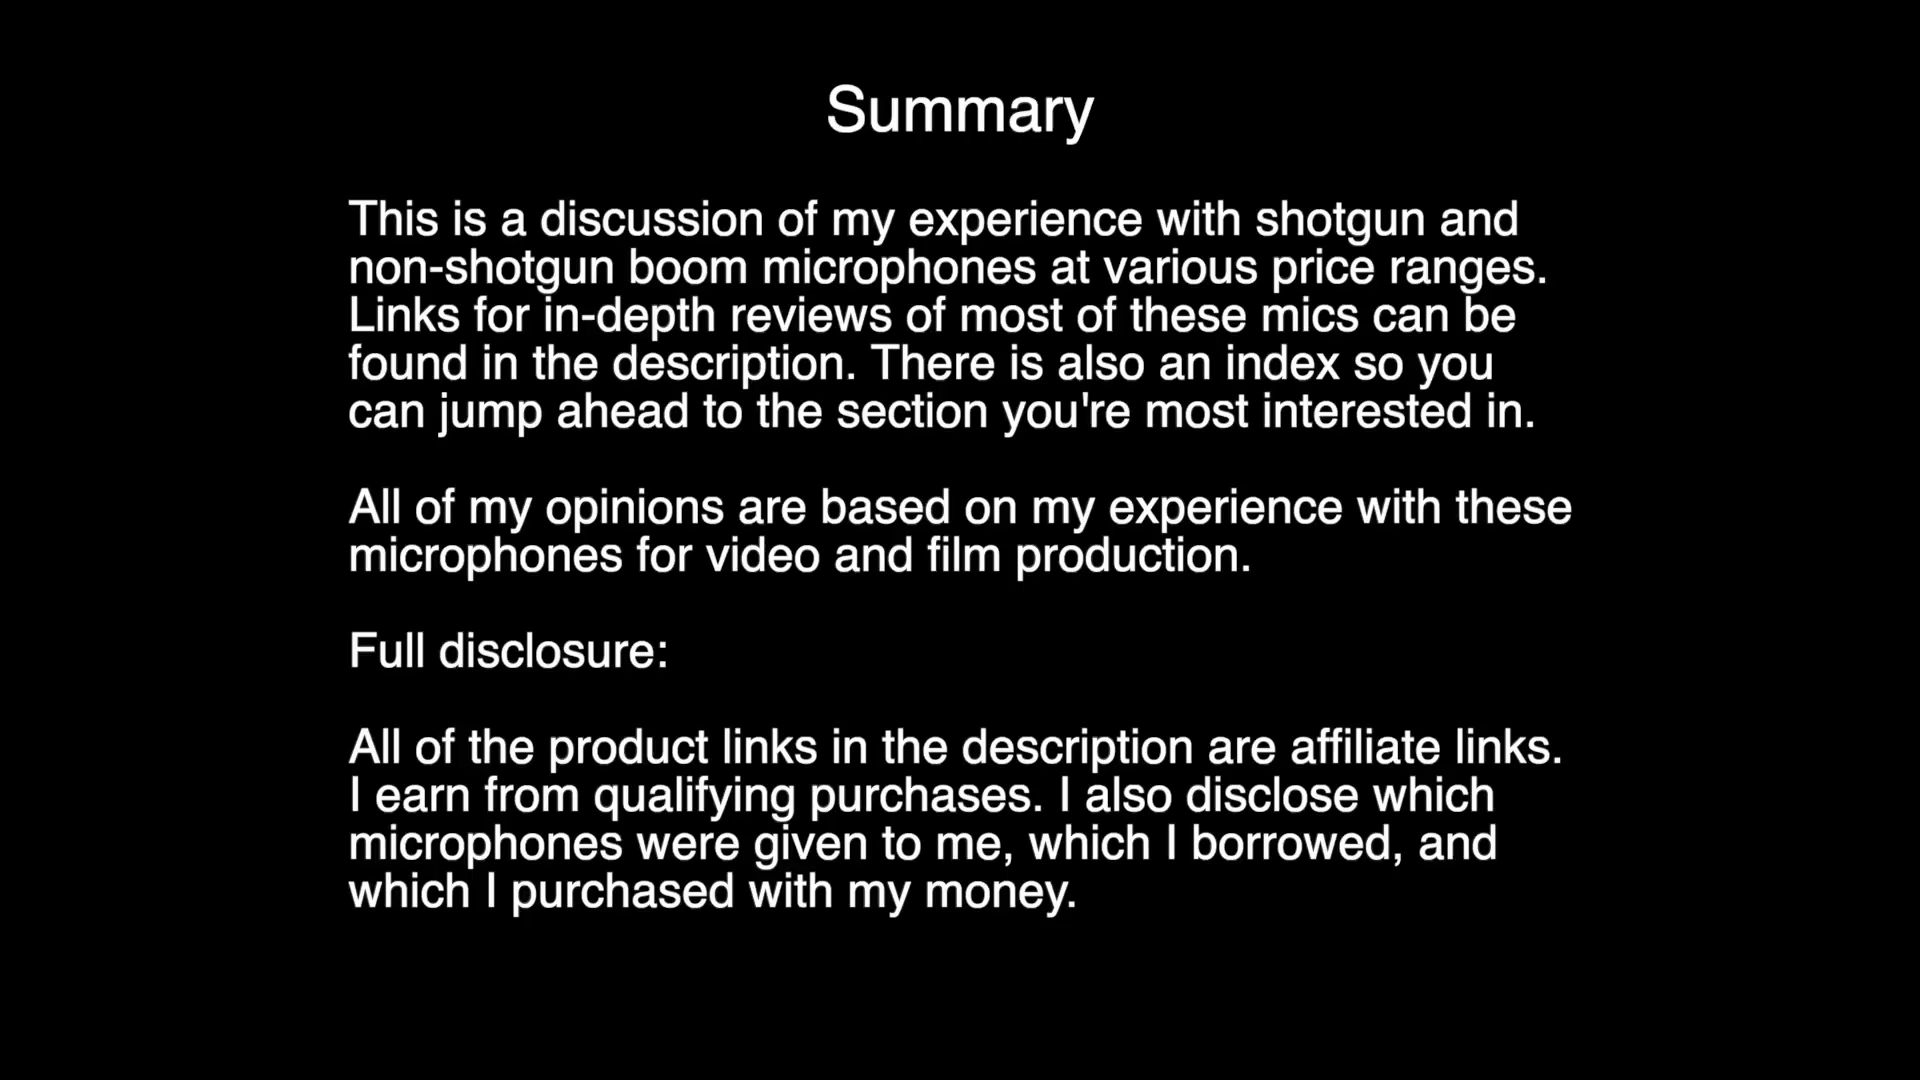 Summary
This is a discussion of my experience with shotgun and
non-shotgun boom microphones at various price ranges.
Links for in-depth reviews of most of these mics can be
found in the description. There is also an index so you
can jump ahead to the section you're most interested in.
All of my opinions are based on my experience with these
microphones for video and film production.
Full disclosure:
All of the product links in the description are affiliate links.
I earn from qualifying purchases. I also disclose which
microphones were given to me, which I borrowed, and
which I purchased with my money.